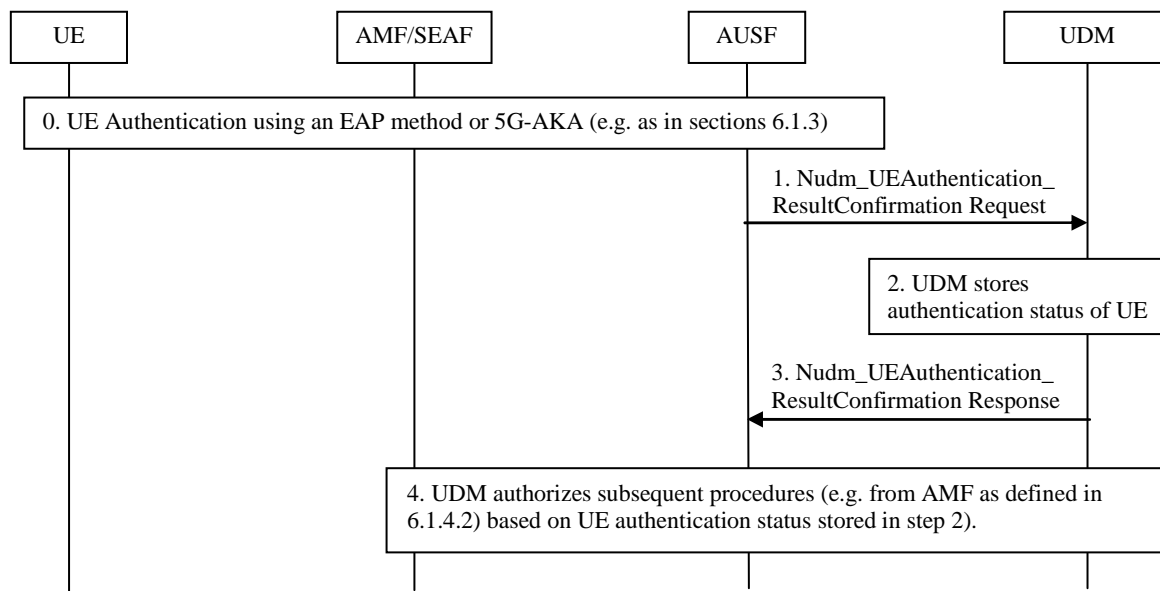 UE
AMF/SEAF
AUSF
UDM
0. UE Authentication using an EAP method or 5G-AKA (e.g. as in sections 6.1.3)
1. Nudm_UEAuthentication_
ResultConfirmation Request
2. UDM stores
authentication status of UE
3. Nudm_UEAuthentication_
ResultConfirmation Response
4. UDM authorizes subsequent procedures (e.g. from AMF as defined in
6.1.4.2) based on UE authentication status stored in step 2).